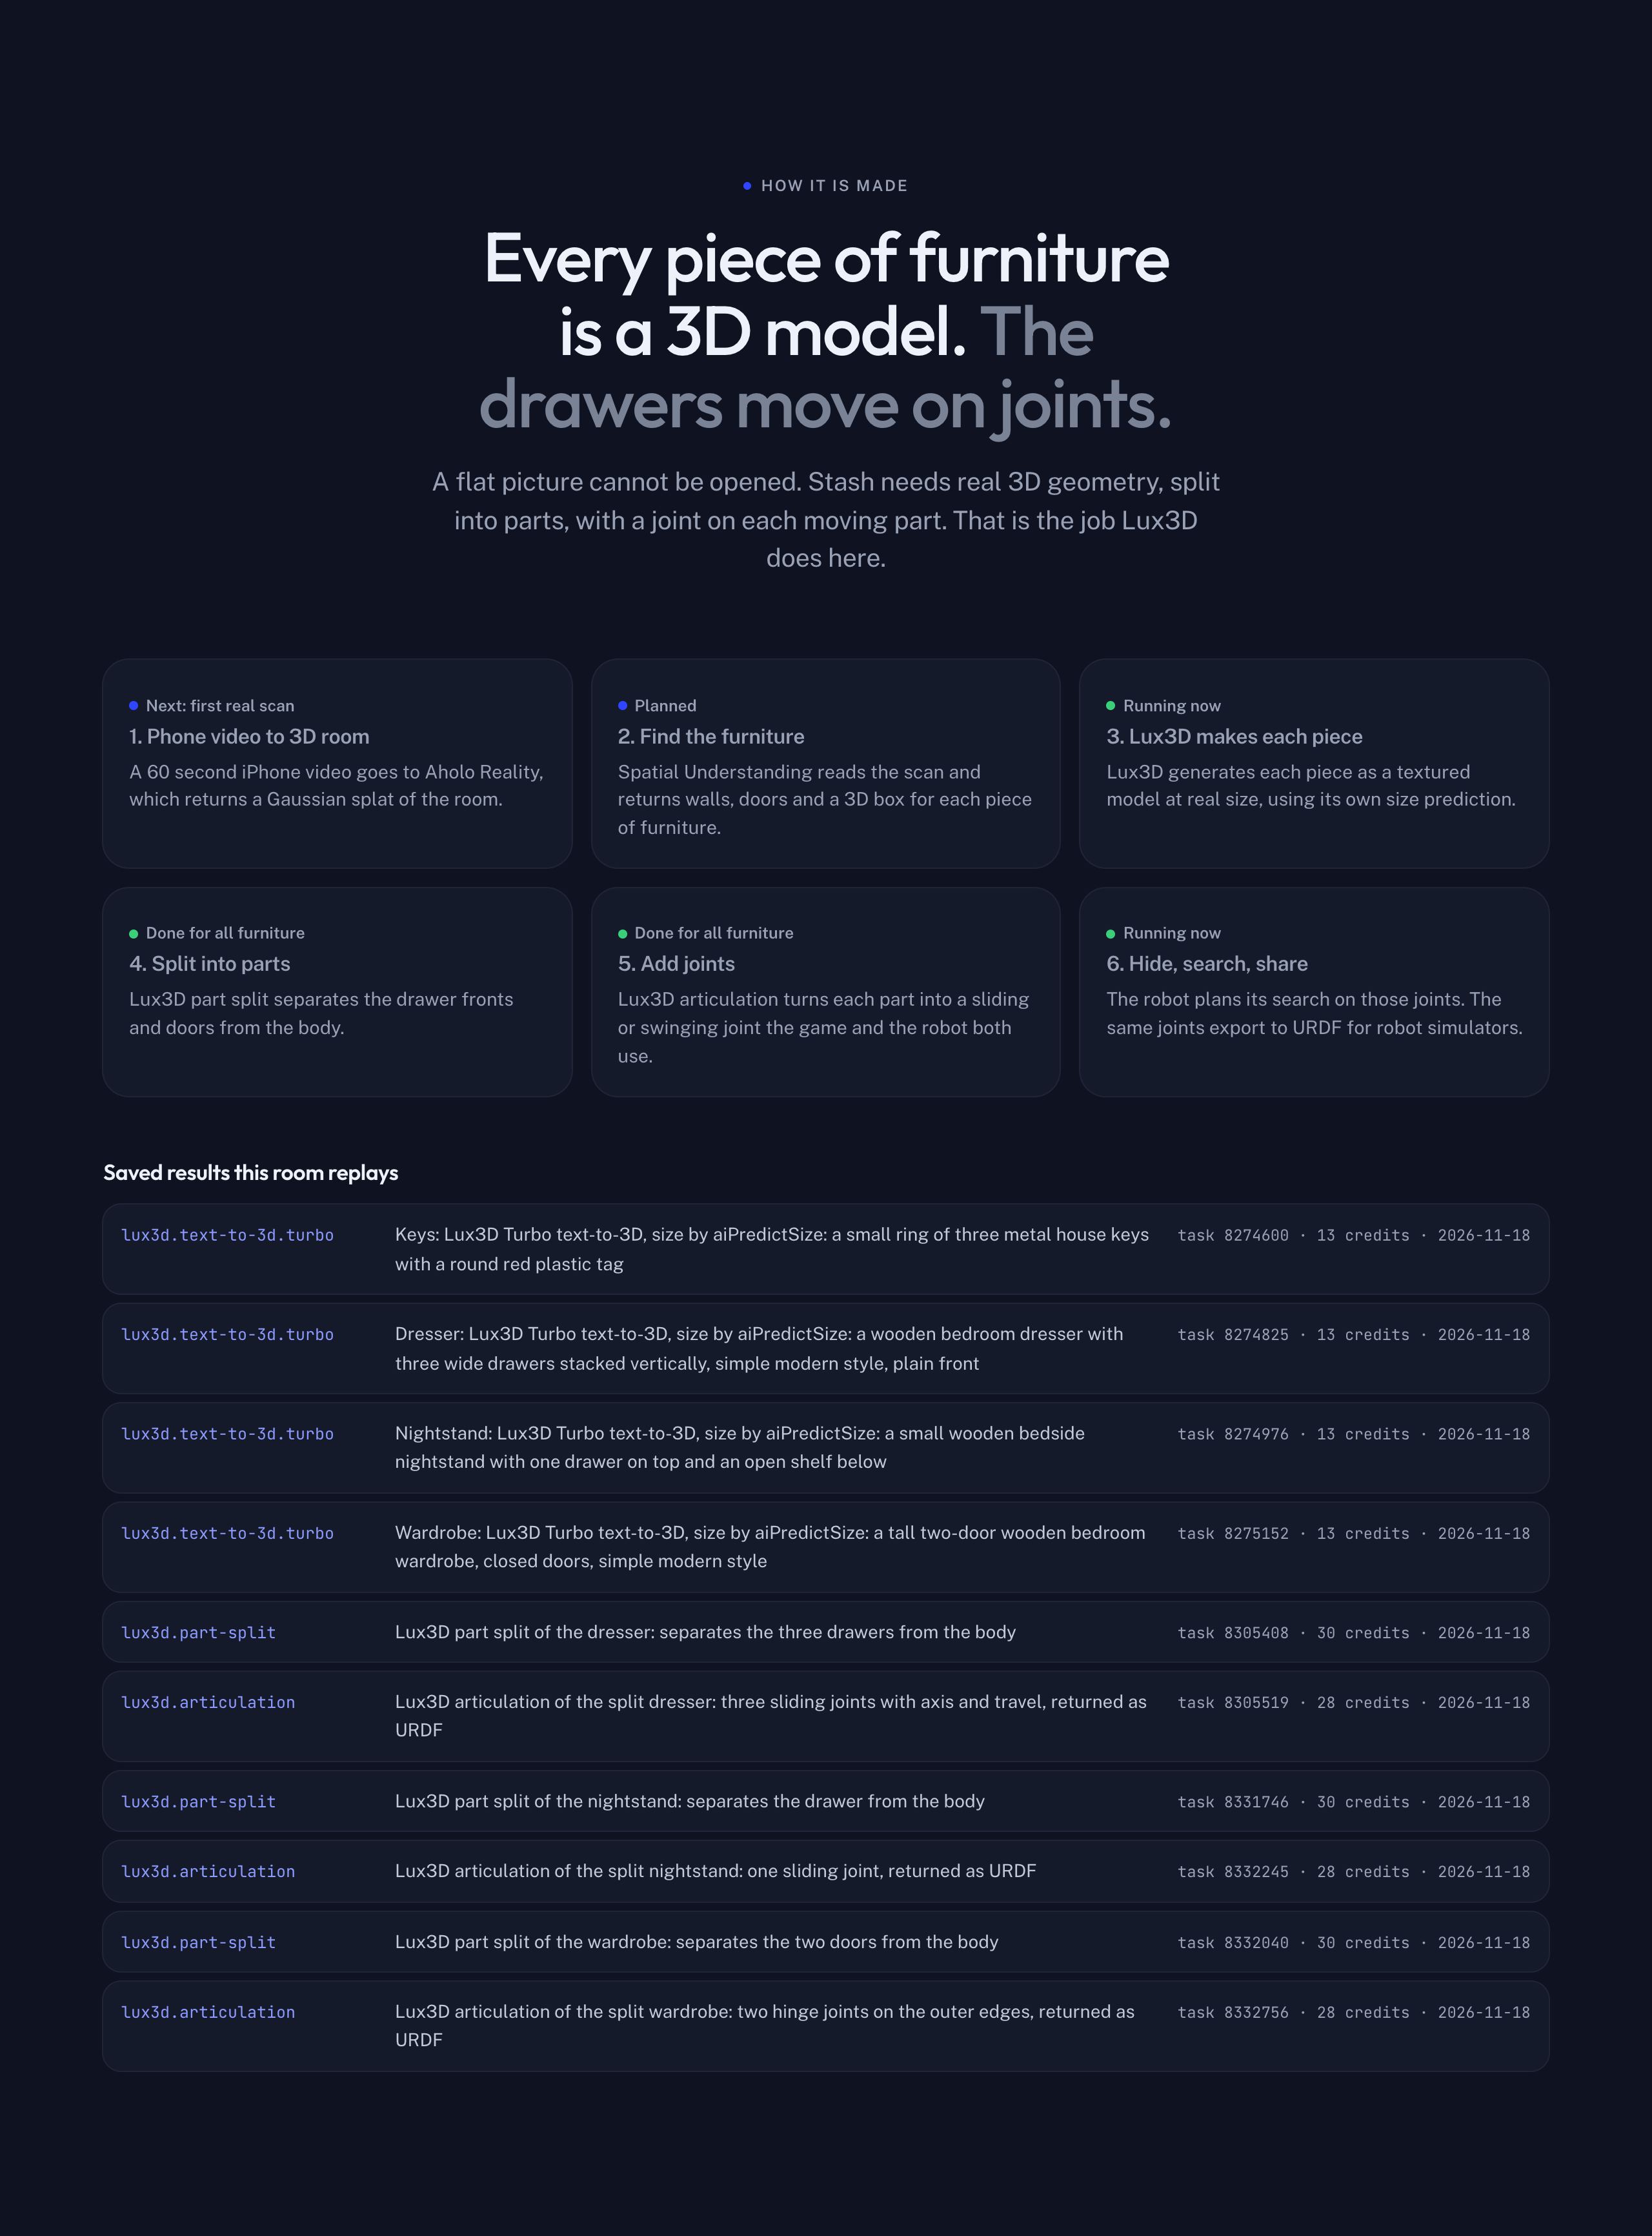 HOW IT IS MADE
Every piece of furniture
is a 3D model. The
drawers move on joints.
A flat picture cannot be opened. Stash needs real 3D geometry, split
into parts, with a joint on each moving part. That is the job Lux3D
does here.
Next: first real scan
1. Phone video to 3D room
A 60 second iPhone video goes to Aholo Reality,
which returns a Gaussian splat of the room.
Planned
2. Find the furniture
Spatial Understanding reads the scan and
returns walls, doors and a 3D box for each piece
of furniture.
Running now
3. Lux3D makes each piece
Lux3D generates each piece as a textured
model at real size, using its own size prediction.
Done for all furniture
4. Split into parts
Lux3D part split separates the drawer fronts
and doors from the body.
Done for all furniture
5. Add joints
Lux3D articulation turns each part into a sliding
or swinging joint the game and the robot both
use.
Running now
6. Hide, search, share
The robot plans its search on those joints. The
same joints export to URDF for robot simulators.
Saved results this room replays
lux3d.text-to-3d.turbo
Keys: Lux3D Turbo text-to-3D, size by aiPredictSize: a small ring of three metal house keys
with a round red plastic tag
task 8274600 · 13 credits · 2026-11-18
lux3d.text-to-3d.turbo
Dresser: Lux3D Turbo text-to-3D, size by aiPredictSize: a wooden bedroom dresser with
three wide drawers stacked vertically, simple modern style, plain front
task 8274825 · 13 credits · 2026-11-18
lux3d.text-to-3d.turbo
Nightstand: Lux3D Turbo text-to-3D, size by aiPredictSize: a small wooden bedside
nightstand with one drawer on top and an open shelf below
task 8274976 · 13 credits · 2026-11-18
lux3d.text-to-3d.turbo
Wardrobe: Lux3D Turbo text-to-3D, size by aiPredictSize: a tall two-door wooden bedroom
wardrobe, closed doors, simple modern style
task 8275152 · 13 credits · 2026-11-18
lux3d.part-split
Lux3D part split of the dresser: separates the three drawers from the body
task 8305408 · 30 credits · 2026-11-18
lux3d.articulation
Lux3D articulation of the split dresser: three sliding joints with axis and travel, returned as
URDF
task 8305519 · 28 credits · 2026-11-18
lux3d.part-split
Lux3D part split of the nightstand: separates the drawer from the body
task 8331746 · 30 credits · 2026-11-18
lux3d.articulation
Lux3D articulation of the split nightstand: one sliding joint, returned as URDF
task 8332245 · 28 credits · 2026-11-18
lux3d.part-split
Lux3D part split of the wardrobe: separates the two doors from the body
task 8332040 · 30 credits · 2026-11-18
lux3d.articulation
Lux3D articulation of the split wardrobe: two hinge joints on the outer edges, returned as
URDF
task 8332756 · 28 credits · 2026-11-18